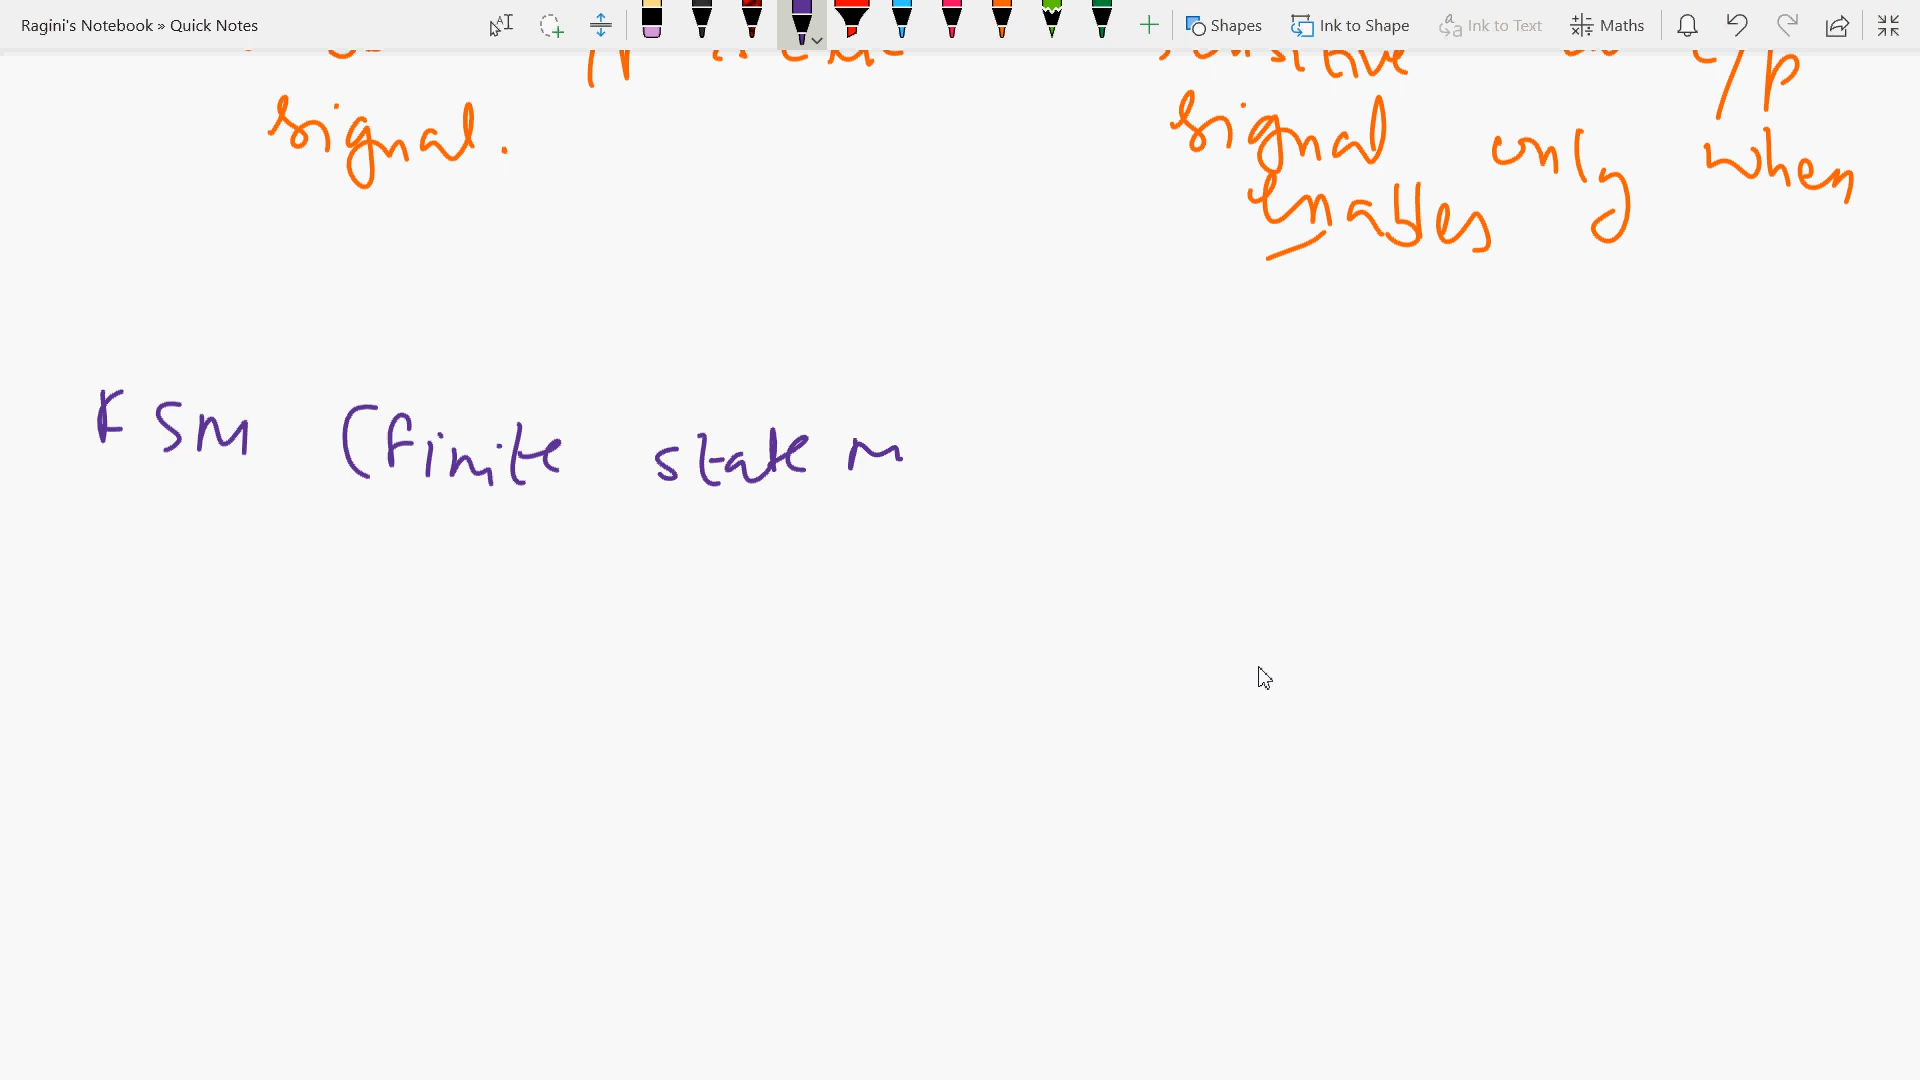 Ragini's Notebook » Quick Notes
Shapes Ink to Shape Ink to Text Maths
sensitive i/p
signal. signal only when
enables
FSM (Finite state m